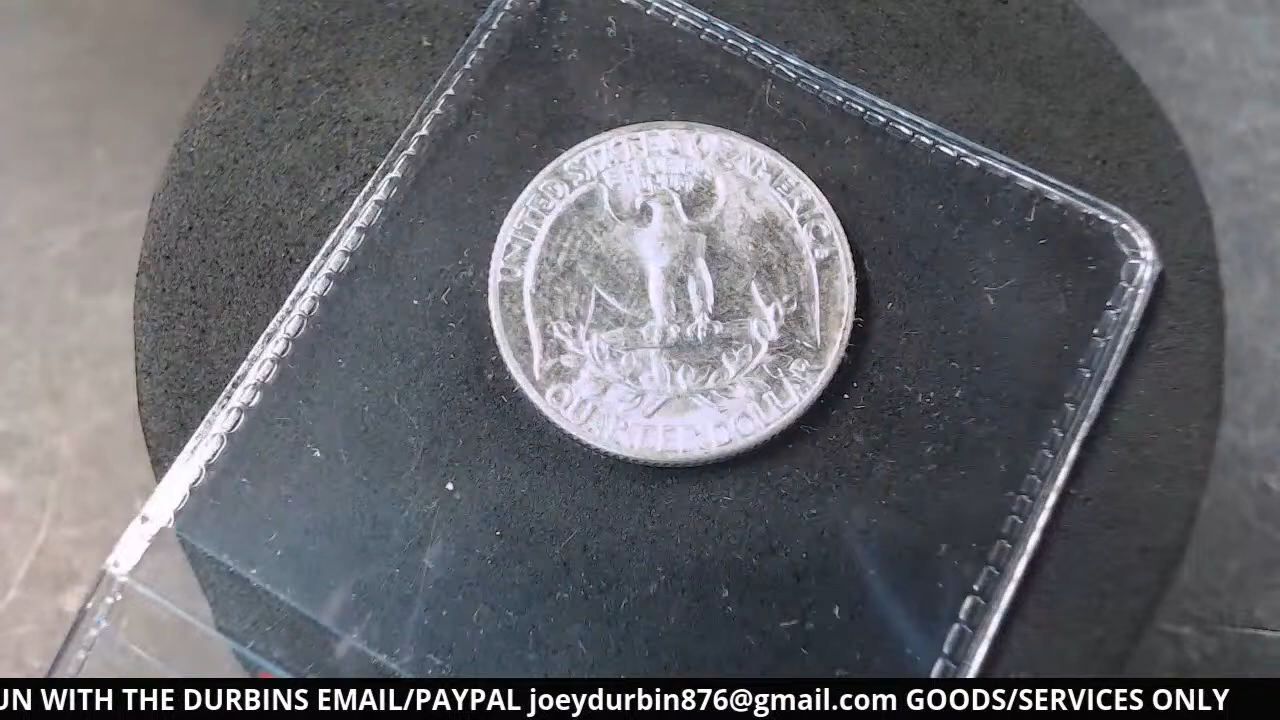 UNITED STATES OF AMERICA
QUARTER DOLLAR
UN WITH THE DURBINS EMAIL/PAYPAL joeydurbin876@gmail.com GOODS/SERVICES ONLY